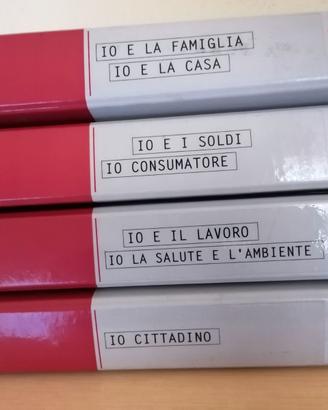 IO E LA FAMIGLIA
IO E LA CASA
IO E I SOLDI
IO CONSUMATORE
IO E IL LAVORO
IO LA SALUTE E L'AMBIENTE
IO CITTADINO